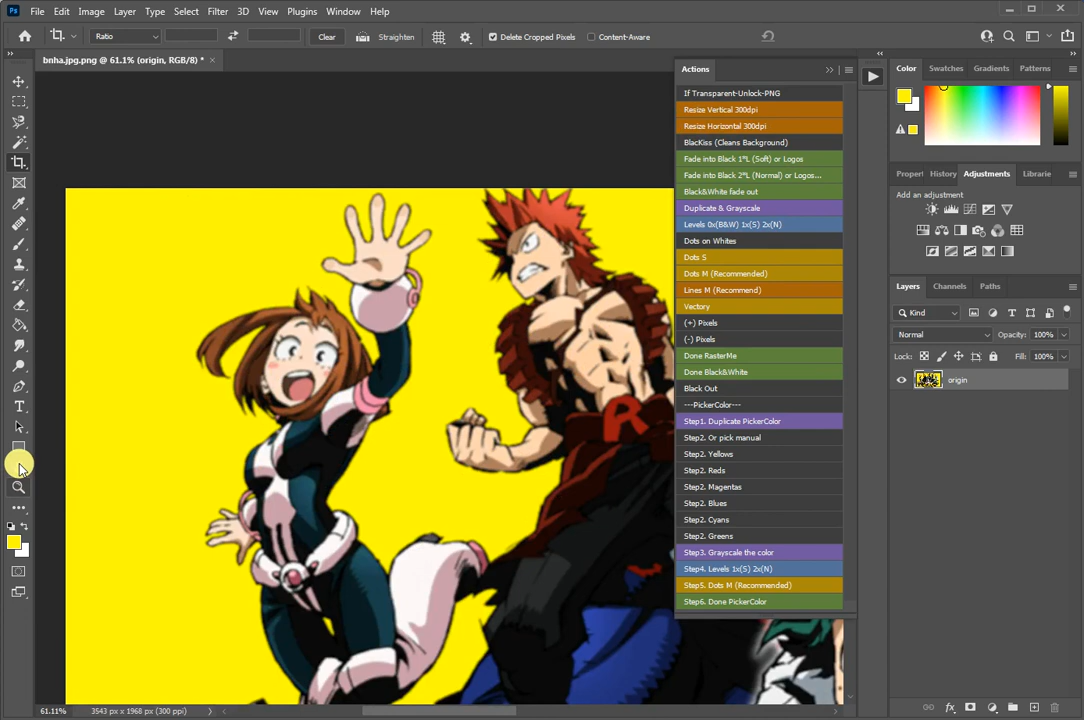 Ps File Edit Image Layer Type Select Filter 3D View Plugins Window Help
Ratio Clear Straighten Delete Cropped Pixels Content-Aware
bnha.jpg.png @ 61.1% (origin, RGB/8) * ×
Actions
If Transparent-Unlock-PNG
Resize Vertical 300dpi
Resize Horizontal 300dpi
BlacKiss (Cleans Background)
Fade into Black 1ºL (Soft) or Logos
Fade into Black 2ºL (Normal) or Logos...
Black&White fade out
Duplicate & Grayscale
Levels 0x(B&W) 1x(S) 2x(N)
Dots on Whites
Dots S
Dots M (Recommended)
Lines M (Recommend)
Vectory
(+) Pixels
(-) Pixels
Done RasterMe
Done Black&White
Black Out
---PickerColor---
Step1. Duplicate PickerColor
Step2. Or pick manual
Step2. Yellows
Step2. Reds
Step2. Magentas
Step2. Blues
Step2. Cyans
Step2. Greens
Step3. Grayscale the color
Step4. Levels 1x(S) 2x(N)
Step5. Dots M (Recommended)
Step6. Done PickerColor
Color Swatches Gradients Patterns
Propert History Adjustments Librarie
Add an adjustment
Layers Channels Paths
Kind
Normal Opacity: 100%
Lock: Fill: 100%
origin
R
61.11% 3543 px x 1968 px (300 ppi)